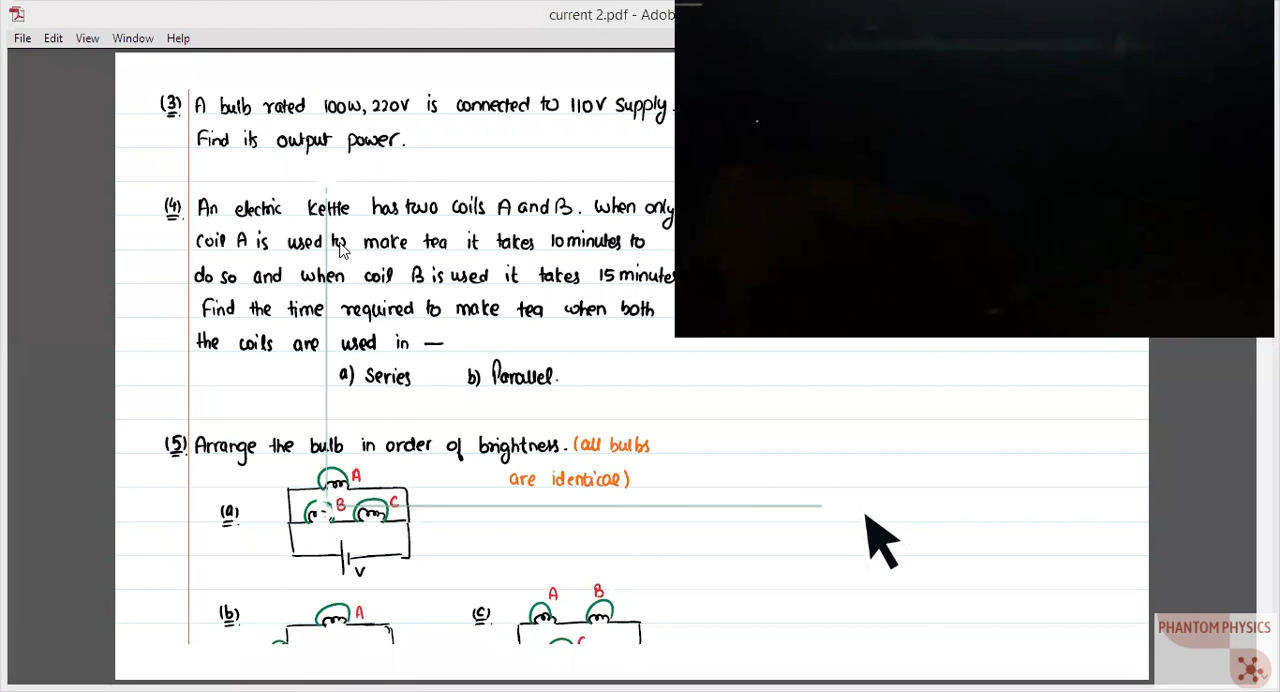 current 2.pdf - Adob
File Edit View Window Help
(3) A bulb rated 100W, 220V is connected to 110V supply.
Find its output power.
(4) An electric kettle has two coils A and B. When only
coil A is used to make tea it takes 10 minutes to
do so and when coil B is used it takes 15 minutes
Find the time required to make tea when both
the coils are used in —
a) Series b) Parallel.
(5) Arrange the bulb in order of brightness. (all bulbs
are identical)
A
(a) B C
V
(b) A (c) A B
C
PHANTOM PHYSICS